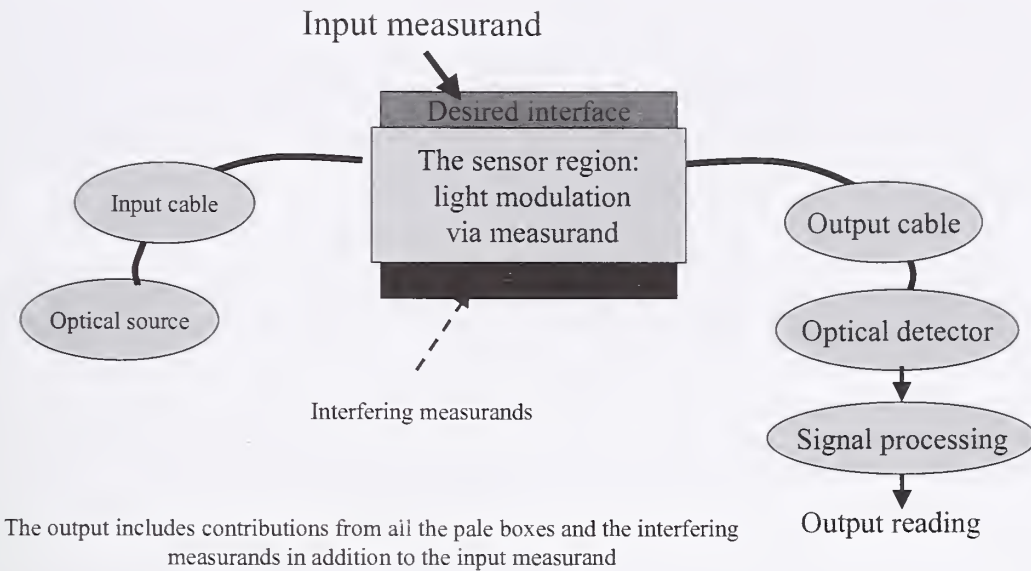 Input measurand
Desired interface
The sensor region:
light modulation
via measurand
Input cable
Optical source
Output cable
Optical detector
Signal processing
Output reading
Interfering measurands
The output includes contributions from all the pale boxes and the interfering
measurands in addition to the input measurand